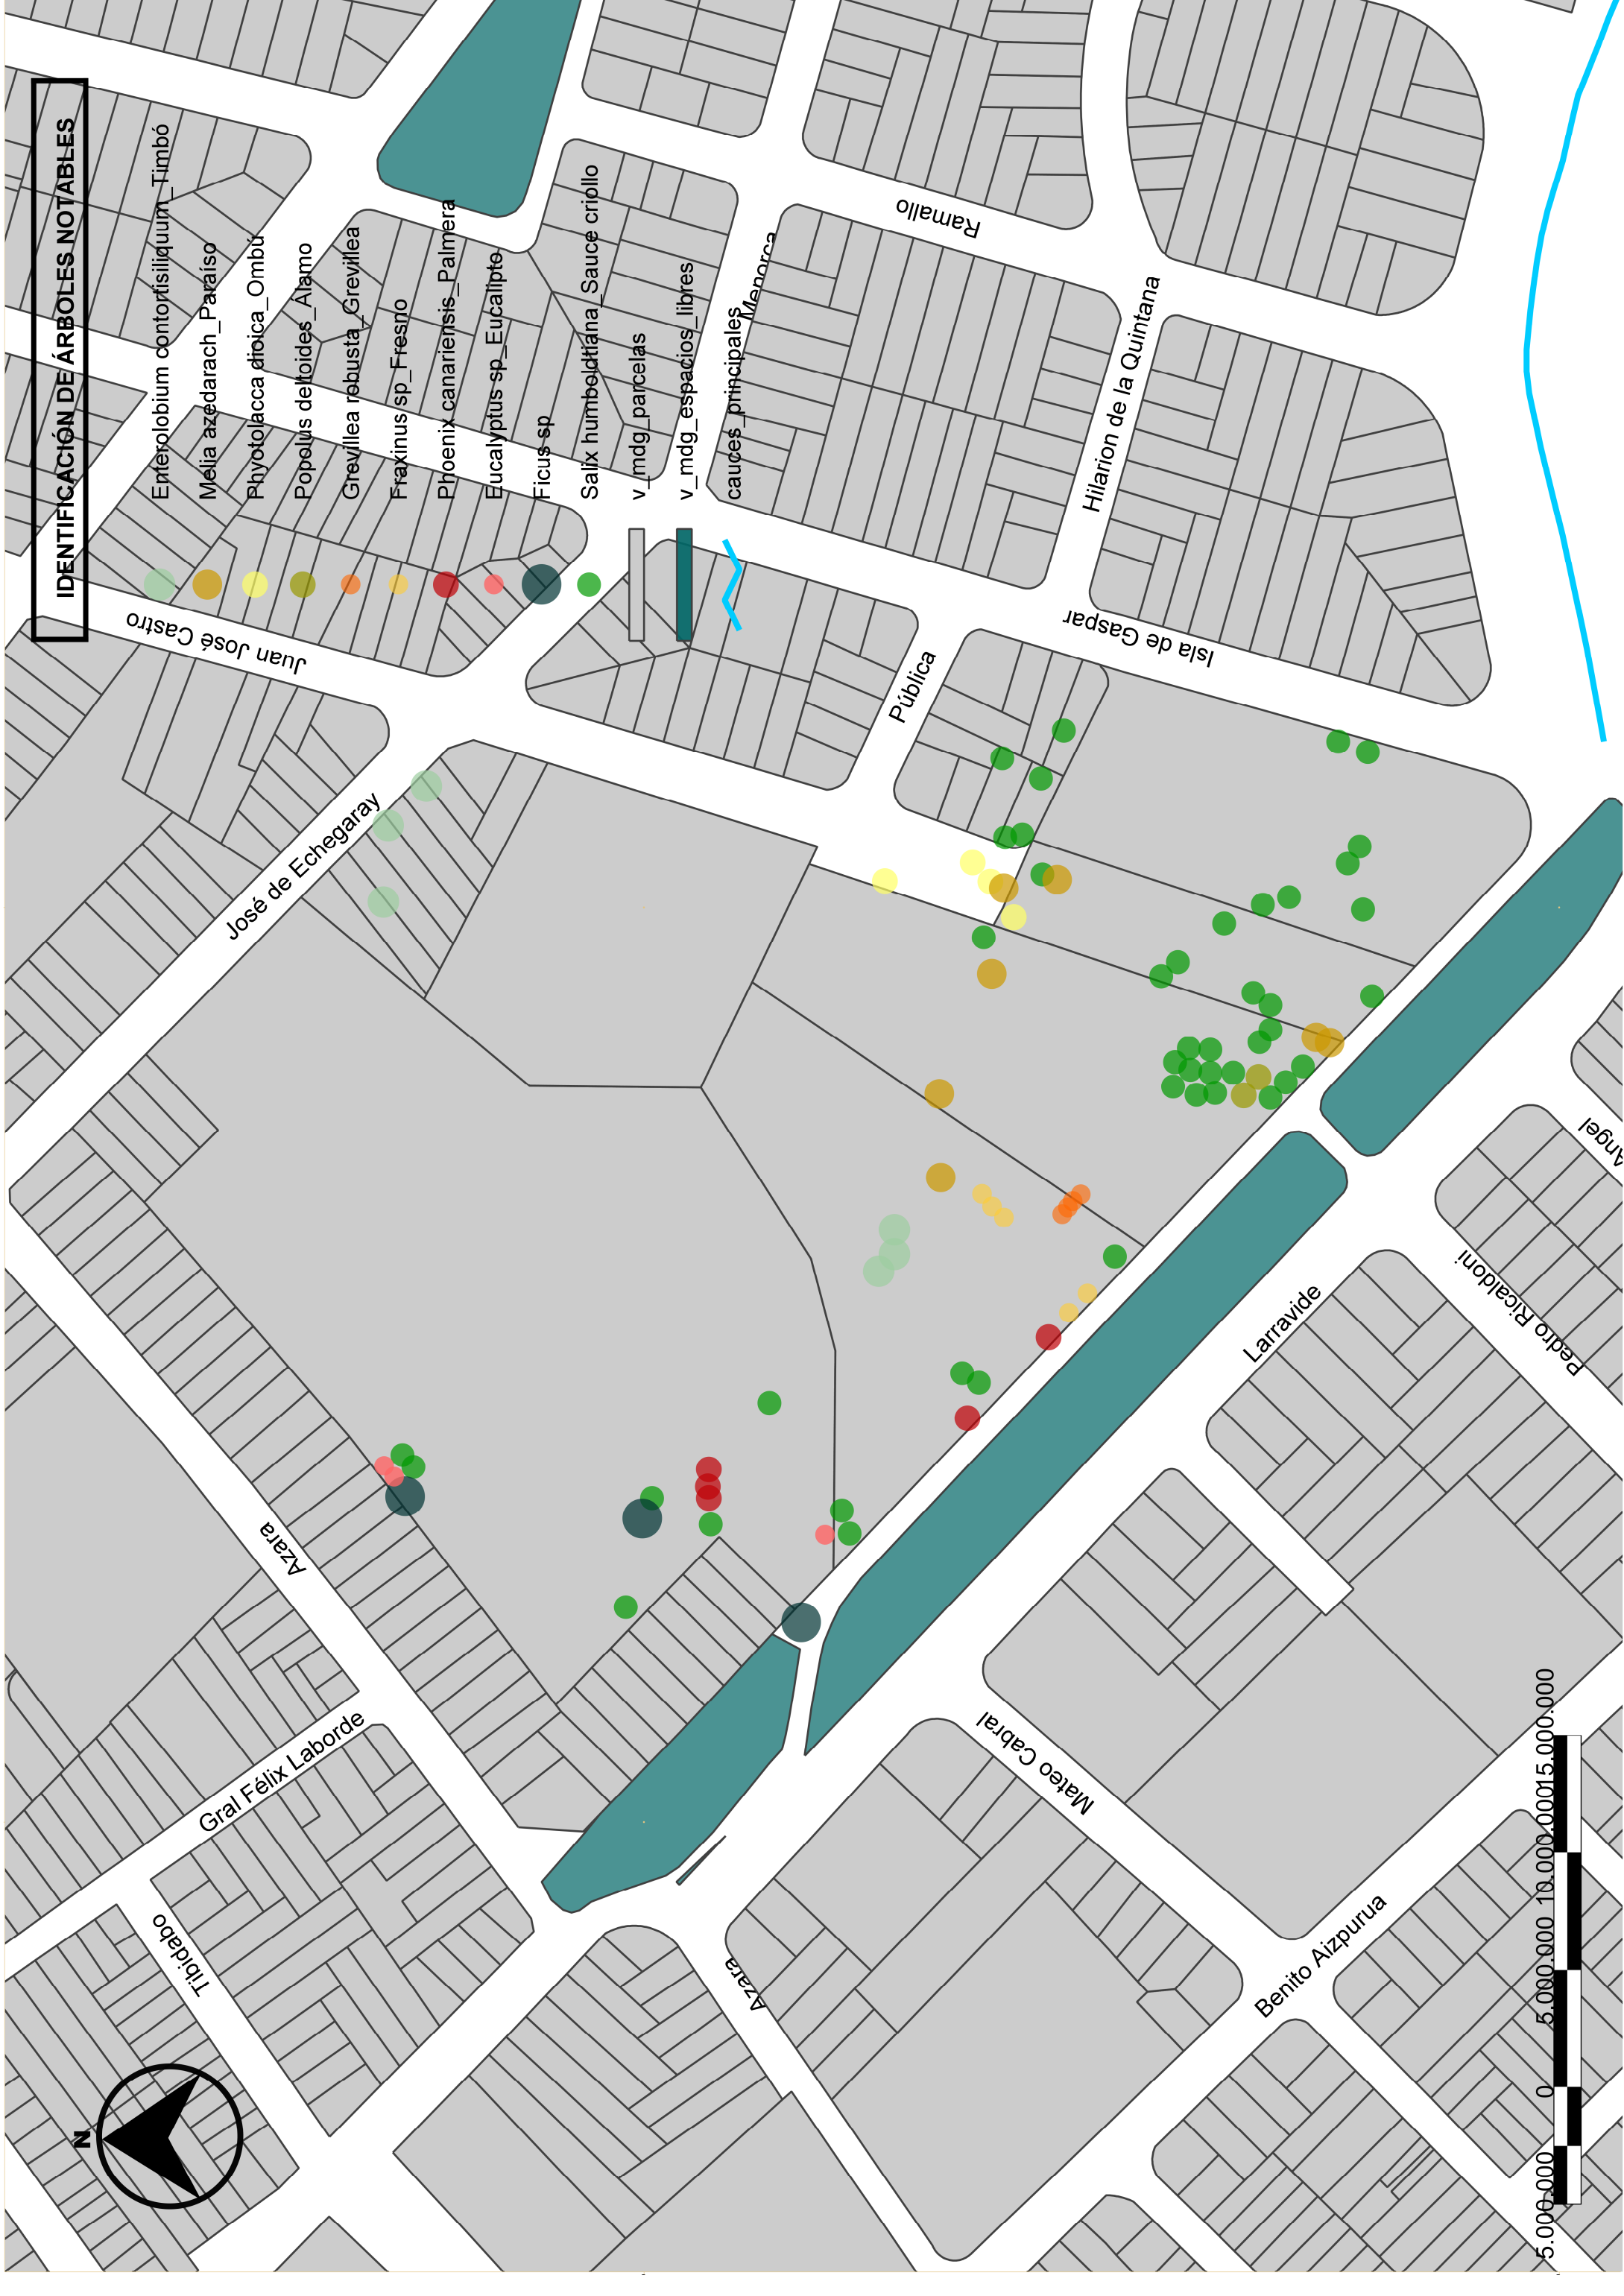 IDENTIFICACIÓN DE ÁRBOLES NOTABLES
Enterolobium contortisiliquum_Timbó
Melia azedarach_Paraíso
Phyotolacca dioica_Ombú
Popolus deltoides_Álamo
Grevillea robusta_Grevillea
Fraxinus sp_Fresno
Phoenix canariensis_Palmera
Eucalyptus sp_Eucalipto
Ficus sp
Salix humboldtiana_Sauce criollo
v_mdg_parcelas
v_mdg_espacios_libres
cauces_principales
Juan José Castro
Menorca
Ramallo
Hilarion de la Quintana
Isla de Gaspar
Pública
José de Echegaray
Angel
Pedro Ricaldoni
Larravide
Azara
Gral Félix Laborde
Mateo Cabral
Tibidabo
Azara
Benito Aizpurua
N
5.000.000 0 5.000.000 10.000.000 15.000.000